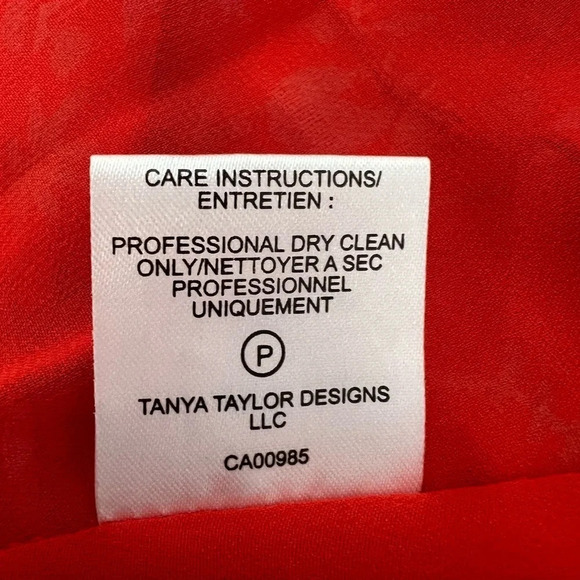 CARE INSTRUCTIONS/
ENTRETIEN :
PROFESSIONAL DRY CLEAN
ONLY/NETTOYER A SEC
PROFESSIONNEL
UNIQUEMENT
P
TANYA TAYLOR DESIGNS
LLC
CA00985